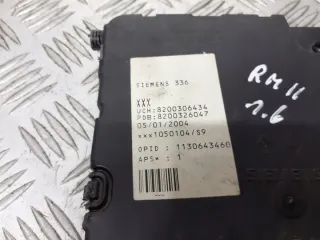 SIEMENS 336
XXX
UCH:8200306434
PDB:8200326047
05/01/2004
xxx1050104/S9
OPID : 1130643460
APS* : 1
RM II
1.6